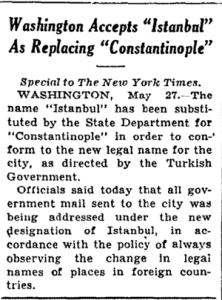 Washington Accepts "Istanbul"
As Replacing "Constantinople"
Special to The New York Times.
WASHINGTON, May 27.—The
name "Istanbul" has been substi-
tuted by the State Department for
"Constantinople" in order to con-
form to the new legal name for the
city, as directed by the Turkish
Government.
Officials said today that all gov-
ernment mail sent to the city was
being addressed under the new
designation of Istanbul, in ac-
cordance with the policy of always
observing the change in legal
names of places in foreign coun-
tries.